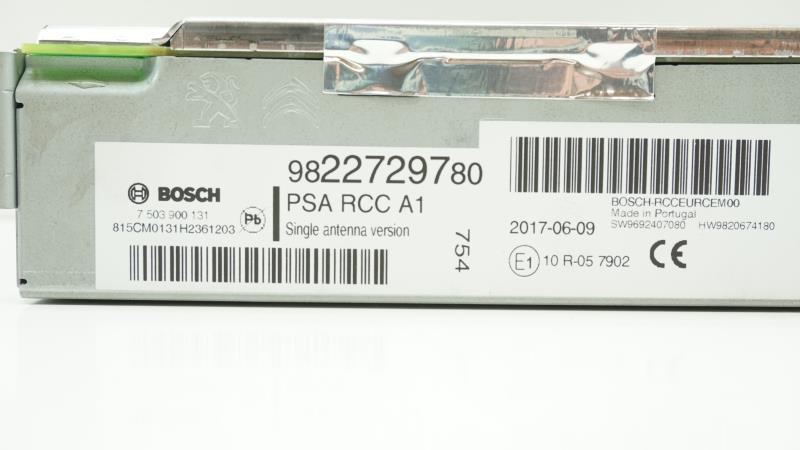 BOSCH
7 503 900 131
815CM0131H2361203
Pb
9822729780
PSA RCC A1
Single antenna version
754
BOSCH-RCCEURCEM00
Made in Portugal
SW9692407080 HW9820674180
2017-06-09
E1 10 R-05 7902
CE